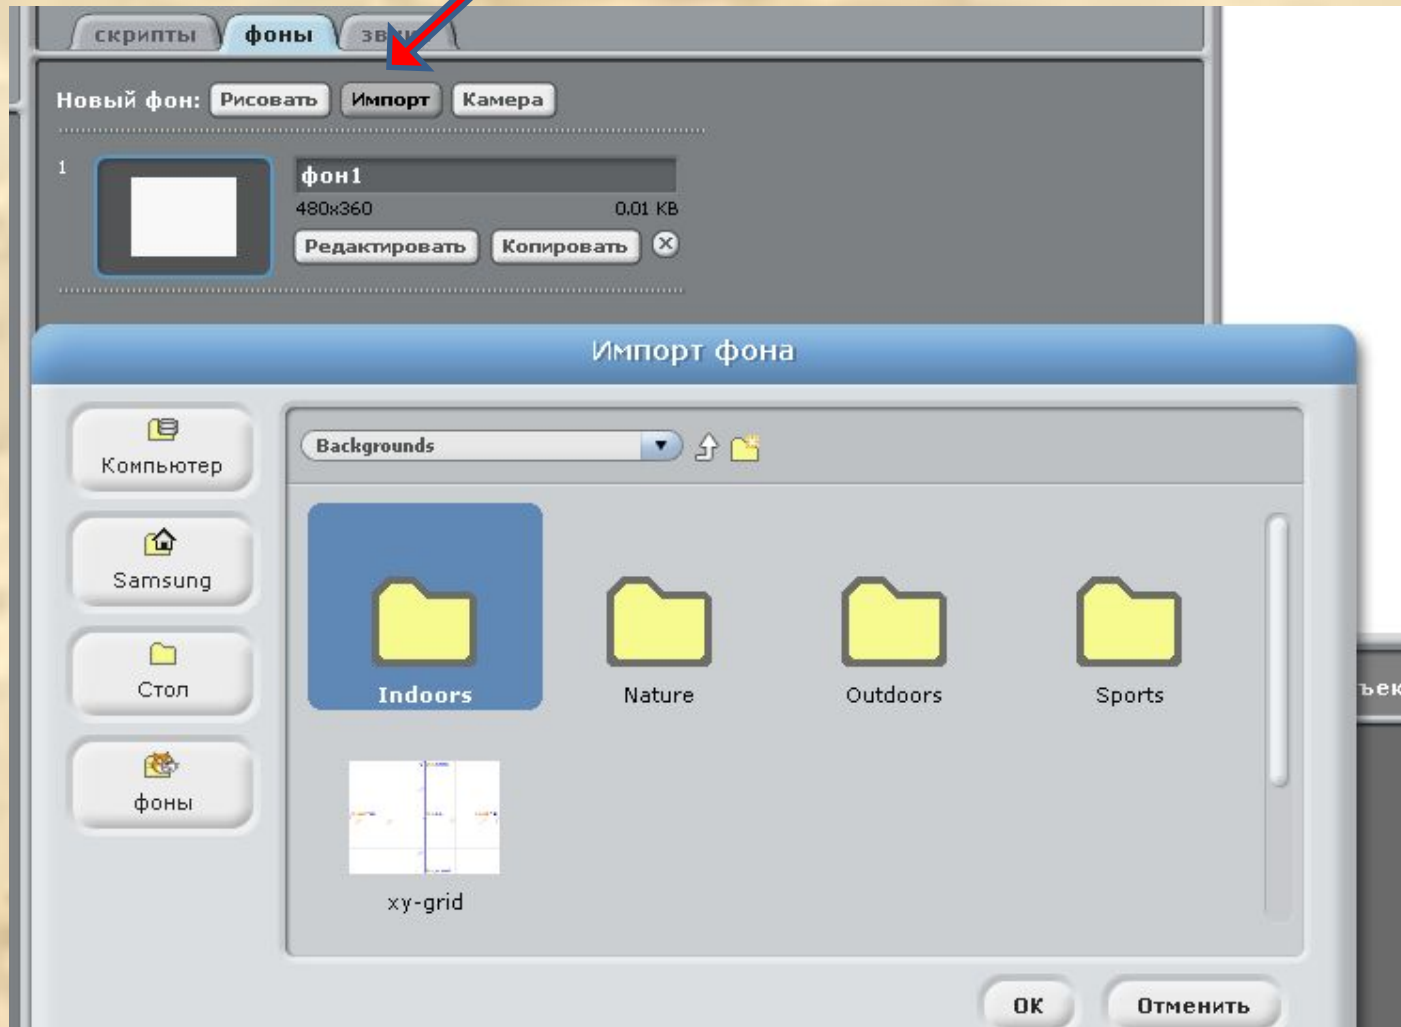 скрипты фоны
Новый фон: Рисовать Импорт Камера
1
фон1
480x360 0.01 KB
Редактировать Копировать
Импорт фона
Компьютер
Samsung
Стол
фоны
Backgrounds
Indoors Nature Outdoors Sports
xy-grid
ОК Отменить